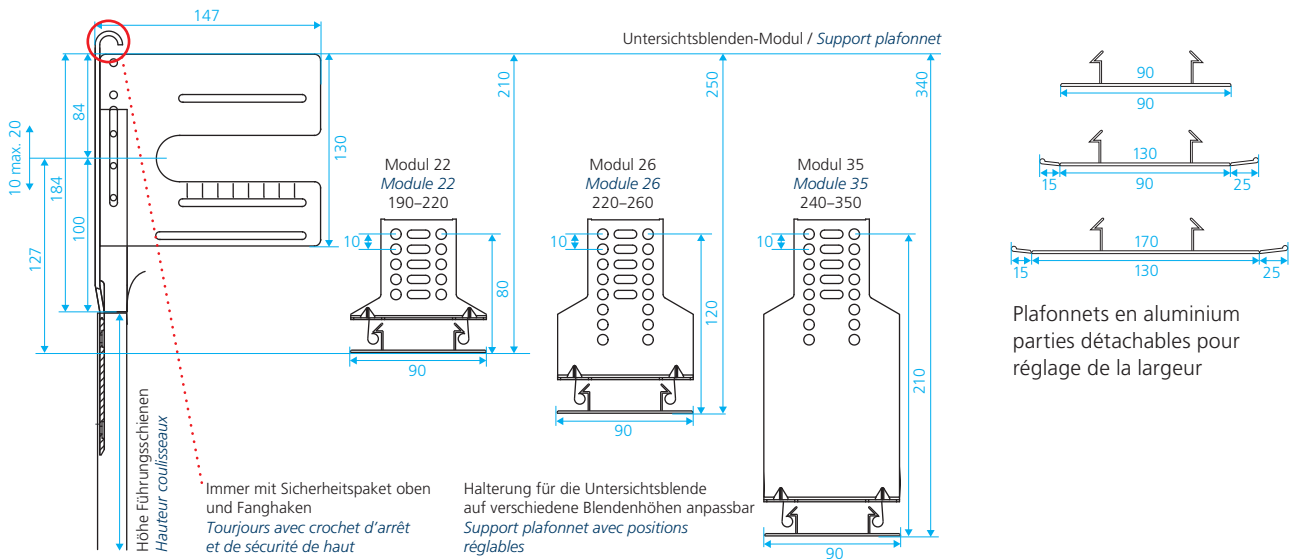 147
Untersichtsblenden-Modul / Support plafonnet
10 max. 20
84
184
100
127
130
210
250
340
Modul 22
Module 22
190–220
10
80
90
Modul 26
Module 26
220–260
10
120
90
Modul 35
Module 35
240–350
10
210
90
Höhe Führungsschienen
Hauteur coulisseaux
Immer mit Sicherheitspaket oben
und Fanghaken
Tourjours avec crochet d’arrêt
et de sécurité de haut
Halterung für die Untersichtsblende
auf verschiedene Blendenhöhen anpassbar
Support plafonnet avec positions
réglables
90
90
130
15 90 25
170
15 130 25
Plafonnets en aluminium
parties détachables pour
réglage de la largeur